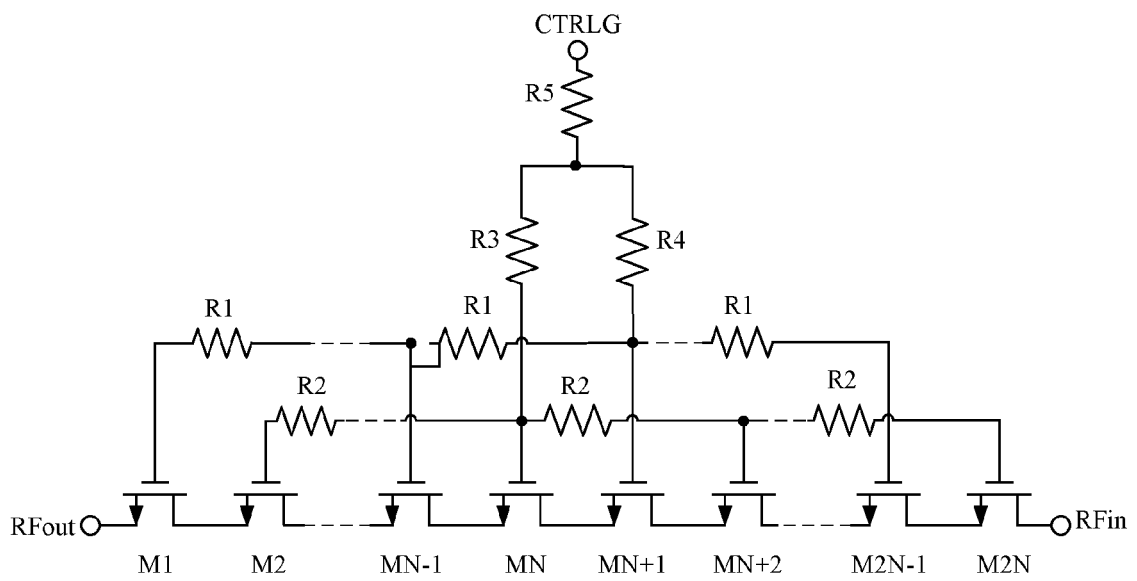 CTRLG
R5
R3
R4
R1
R1
R1
R2
R2
R2
RFout
RFin
M1
M2
MN-1
MN
MN+1
MN+2
M2N-1
M2N